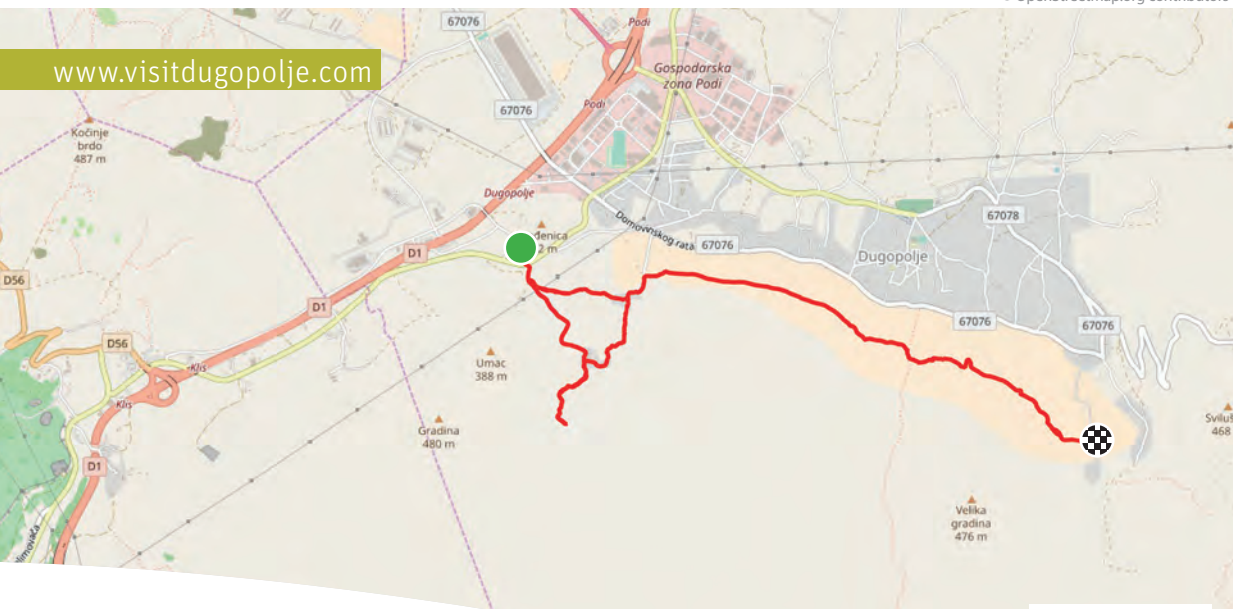 www.visitdugopolje.com
67076
Podi
Gospodarska
zona Podi
67076
Podi
Kočinje
brdo
487 m
Dugopolje
67078
Domovinskog rata
67076
D1
Dugopolje
D56
D1
67076
67076
D56
Klis
Umac
388 m
Klis
Gradina
480 m
468
D1
Velika
gradina
476 m